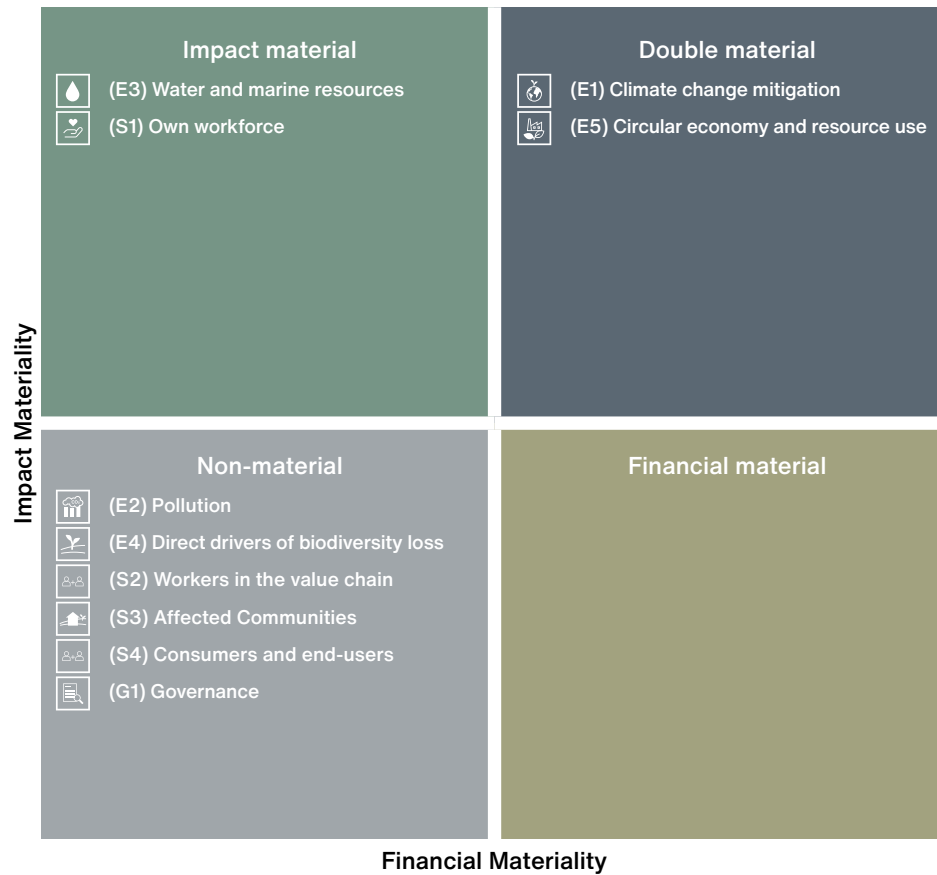 Impact material
(E3) Water and marine resources
(S1) Own workforce
Double material
(E1) Climate change mitigation
(E5) Circular economy and resource use
Impact Materiality
Non-material
(E2) Pollution
(E4) Direct drivers of biodiversity loss
(S2) Workers in the value chain
(S3) Affected Communities
(S4) Consumers and end-users
(G1) Governance
Financial material
Financial Materiality